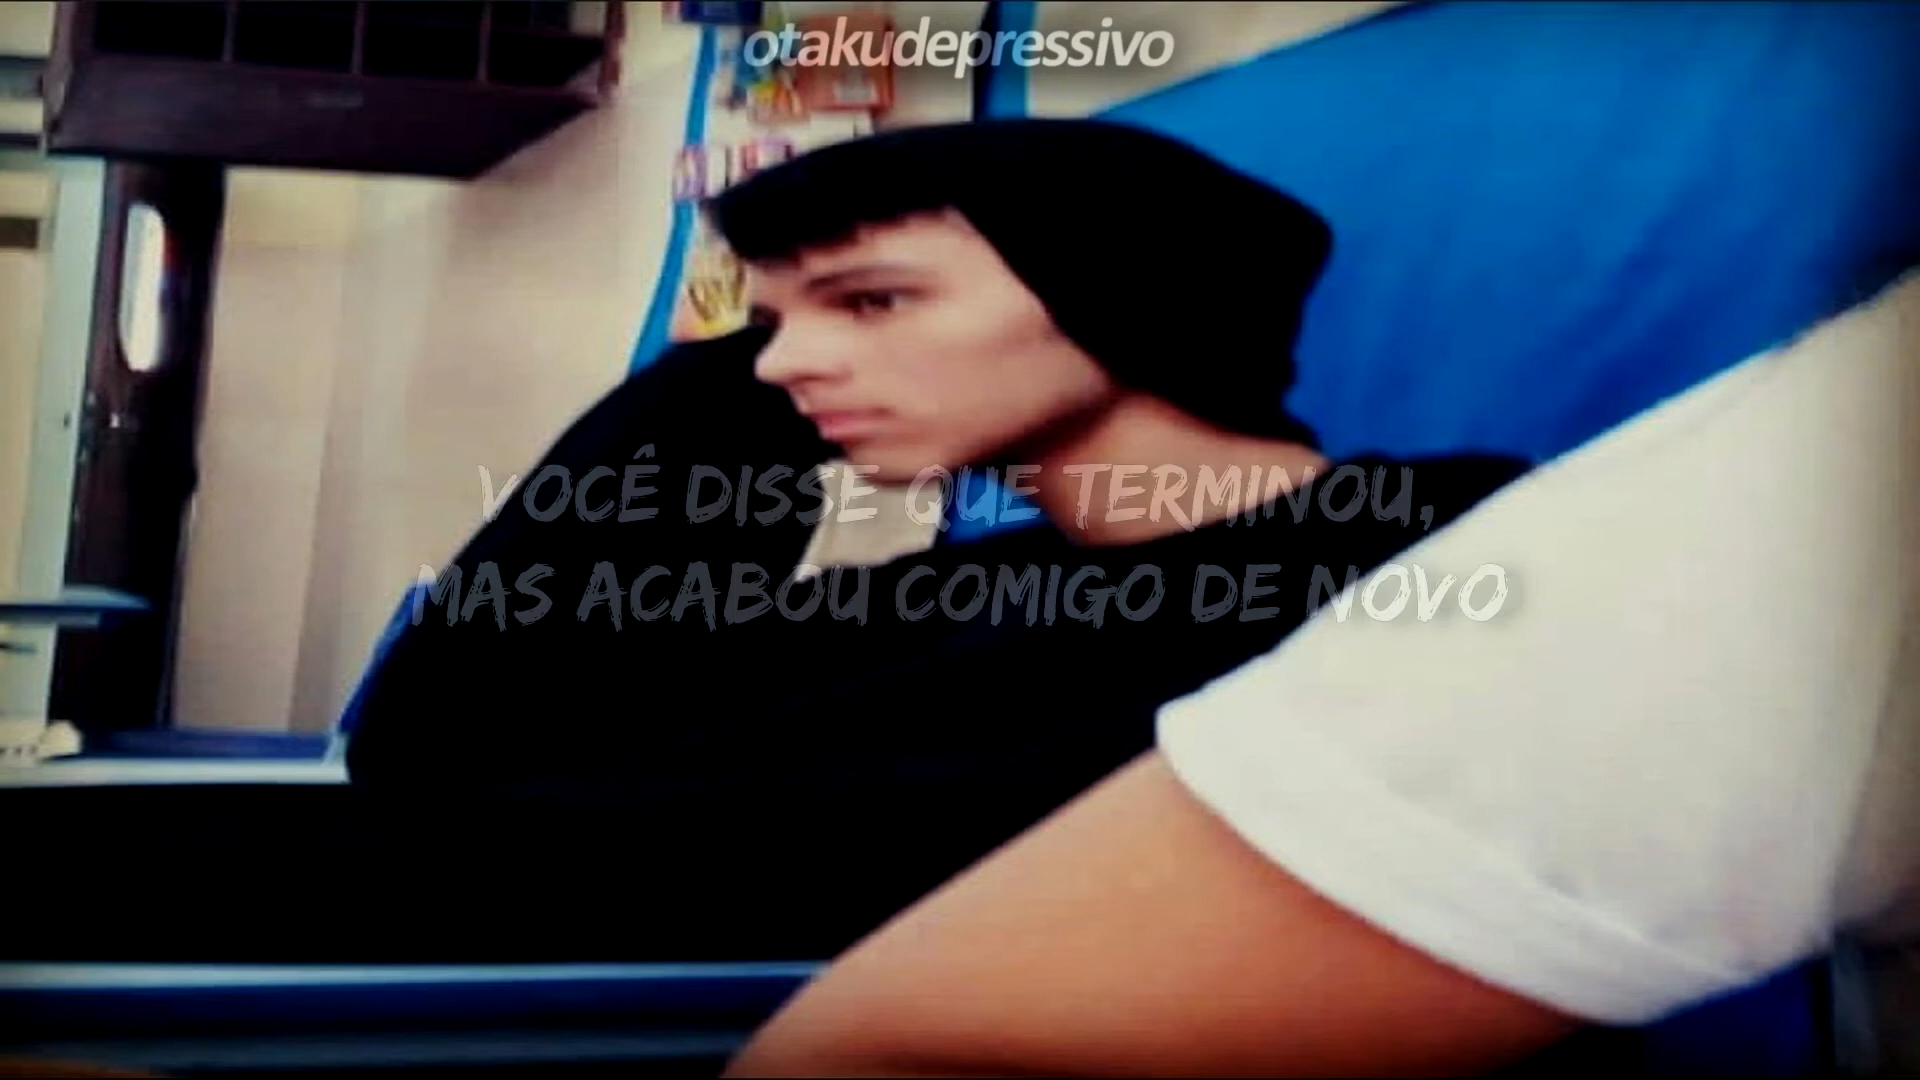 otakudepressivo
VOCÊ DISSE QUE TERMINOU,
MAS ACABOU COMIGO DE NOVO